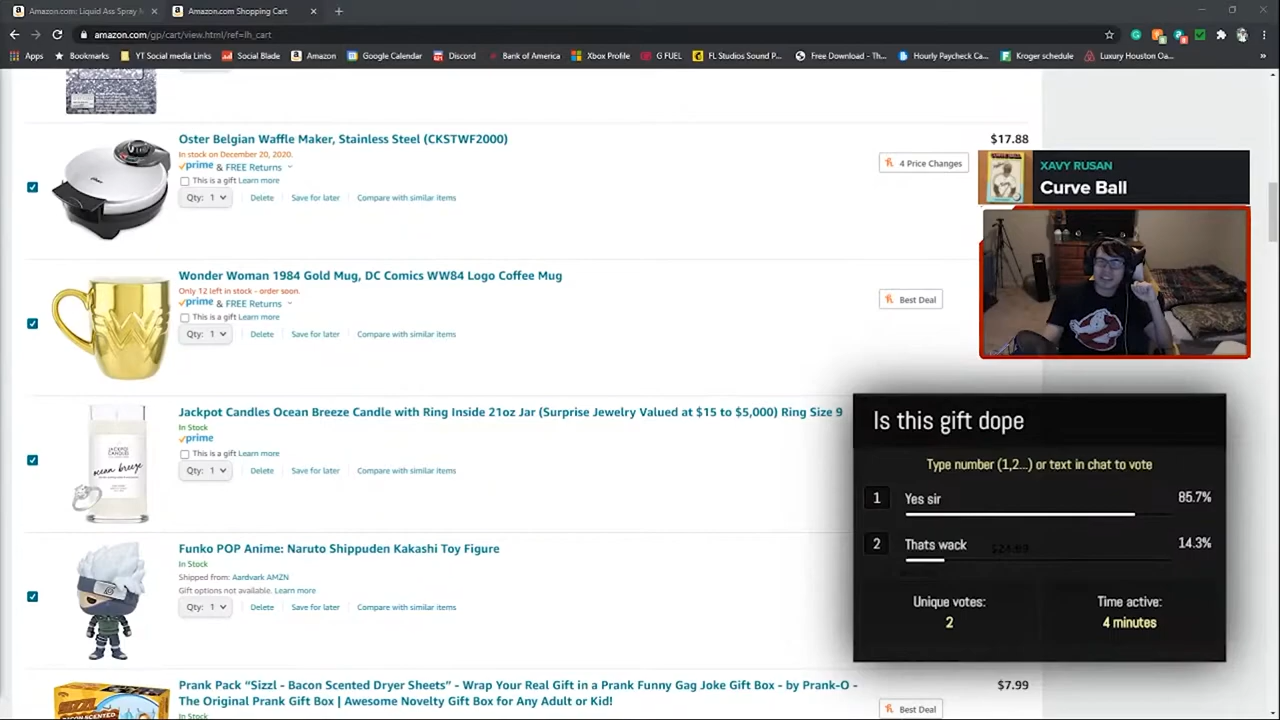 Amazon.com: Liquid Ass Spray
Amazon.com Shopping Cart
amazon.com/gp/cart/view.html/ref=lh_cart
Apps Bookmarks YT Social media Links Social Blade Amazon Google Calendar Discord Bank of America Xbox Profile G FUEL FL Studios Sound P... Free Download - Th... Hourly Paycheck Ca... Kroger schedule Luxury Houston Oa...
Oster Belgian Waffle Maker, Stainless Steel (CKSTWF2000)
$17.88
In stock on December 20, 2020.
prime & FREE Returns
4 Price Changes
This is a gift Learn more
Qty: 1 Delete Save for later Compare with similar items
XAVY RUSAN
Curve Ball
Wonder Woman 1984 Gold Mug, DC Comics WW84 Logo Coffee Mug
Only 12 left in stock - order soon.
prime & FREE Returns
Best Deal
This is a gift Learn more
Qty: 1 Delete Save for later Compare with similar items
Jackpot Candles Ocean Breeze Candle with Ring Inside 21oz Jar (Surprise Jewelry Valued at $15 to $5,000) Ring Size 9
In Stock
prime
This is a gift Learn more
Qty: 1 Delete Save for later Compare with similar items
JACKPOT
CANDLES
ocean breeze
Is this gift dope
Type number (1,2...) or text in chat to vote
1 Yes sir 85.7%
2 Thats wack 14.3%
Unique votes: Time active:
2 4 minutes
Funko POP Anime: Naruto Shippuden Kakashi Toy Figure
In Stock
Shipped from: Aardvark AMZN
Gift options not available. Learn more
Qty: 1 Delete Save for later Compare with similar items
Prank Pack “Sizzl - Bacon Scented Dryer Sheets” - Wrap Your Real Gift in a Prank Funny Gag Joke Gift Box - by Prank-O -
The Original Prank Gift Box | Awesome Novelty Gift Box for Any Adult or Kid!
$7.99
In Stock
Best Deal